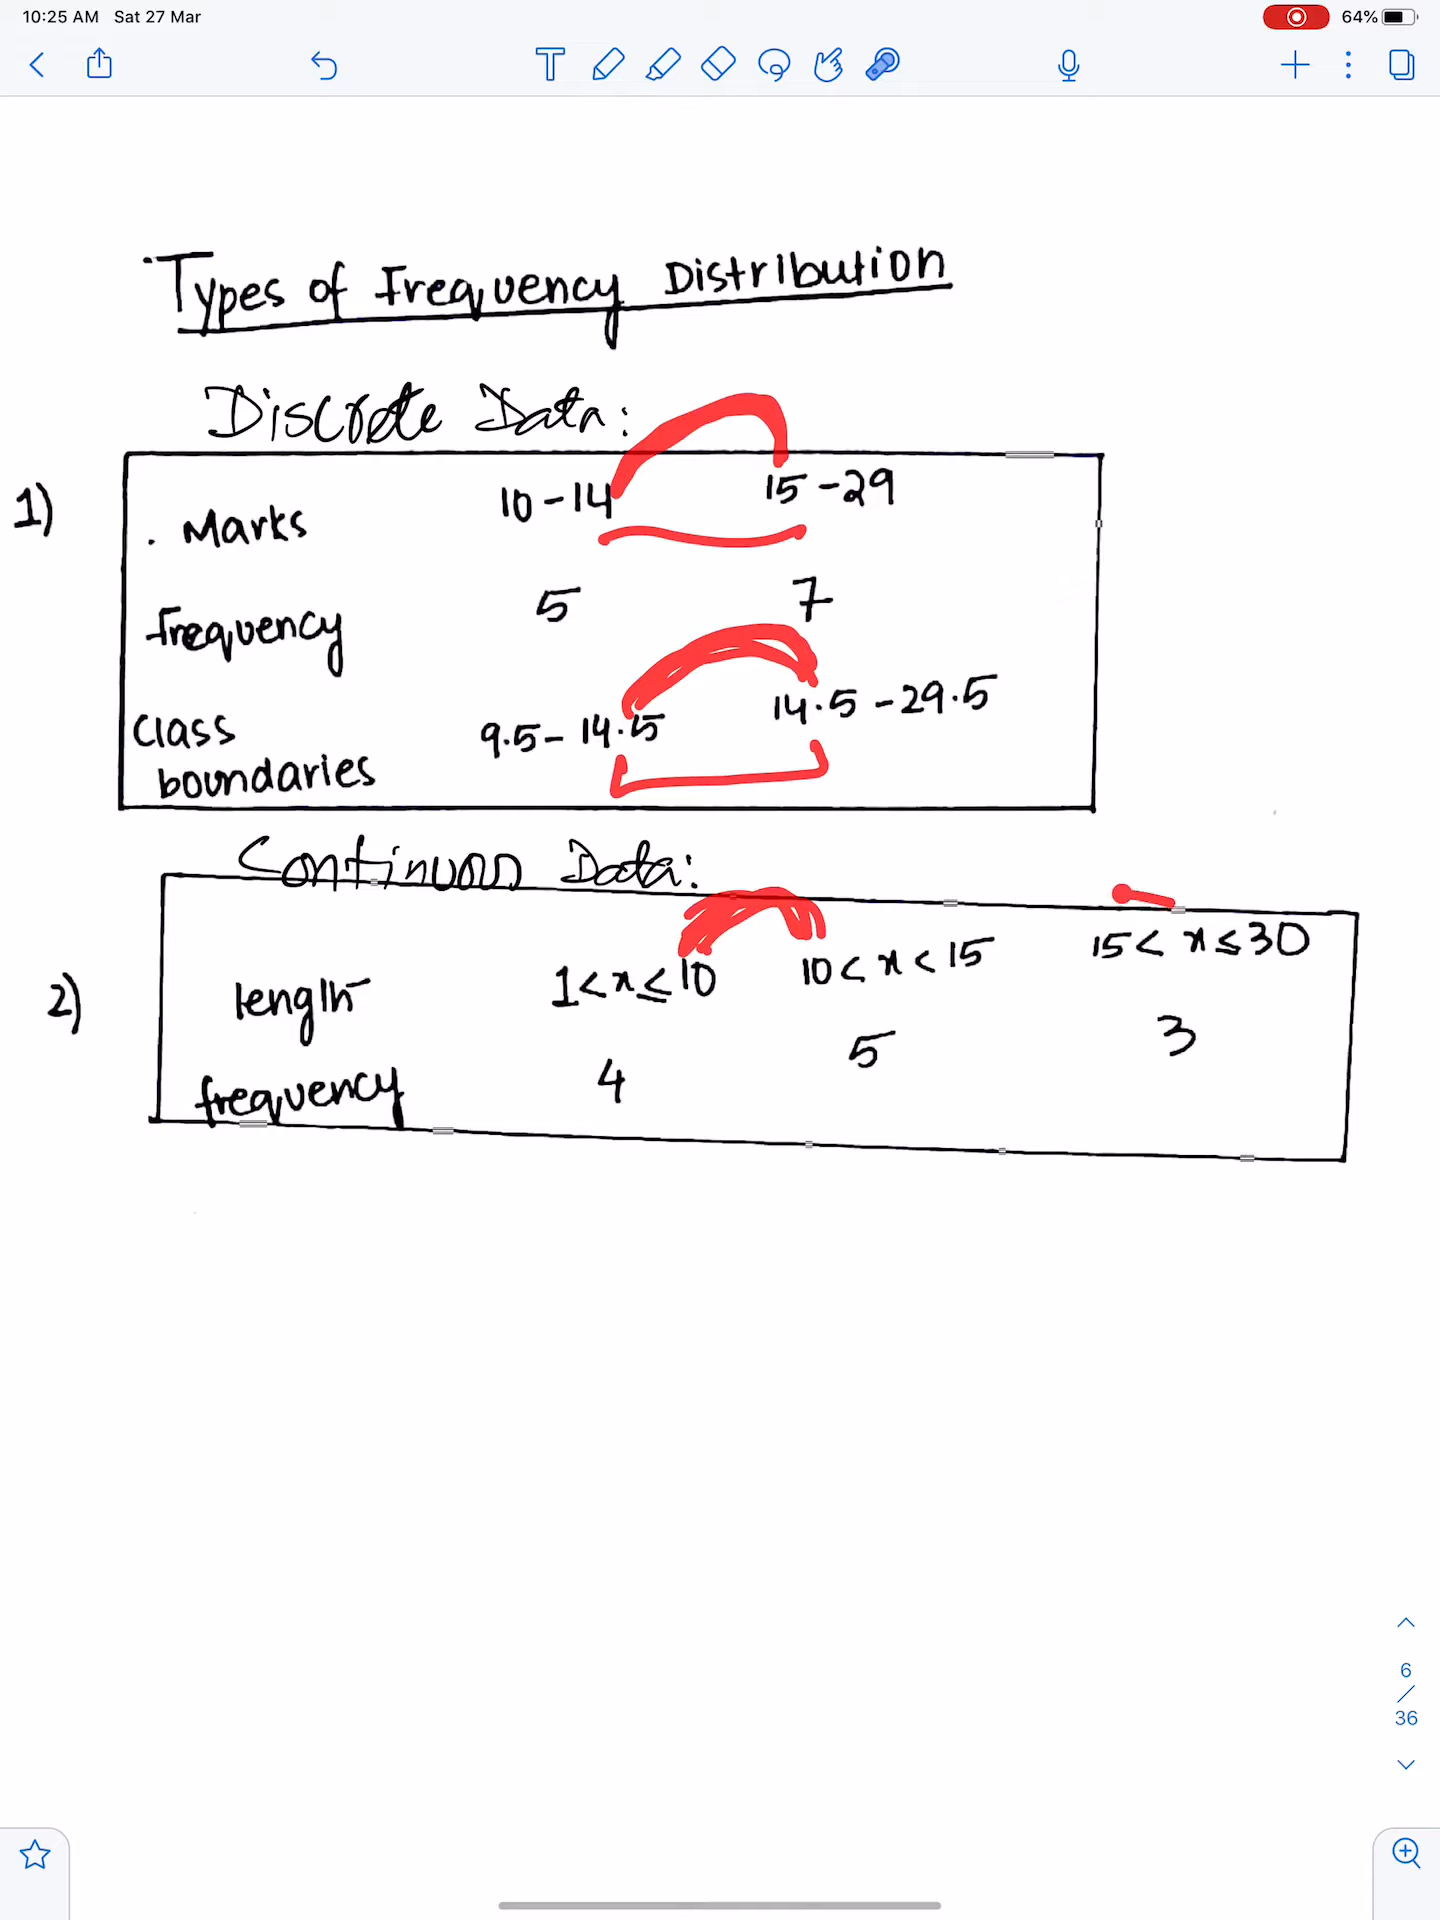 10:25 AM Sat 27 Mar 64%
Types of Frequency Distribution
Discrete Data:
1)
. Marks 10-14 15-29
frequency 5 7
Class
boundaries 9.5-14.5 14.5-29.5
Continuous Data:
2)
length 1<x≤10 10<x<15 15<x≤30
frequency 4 5 3
6
/
36